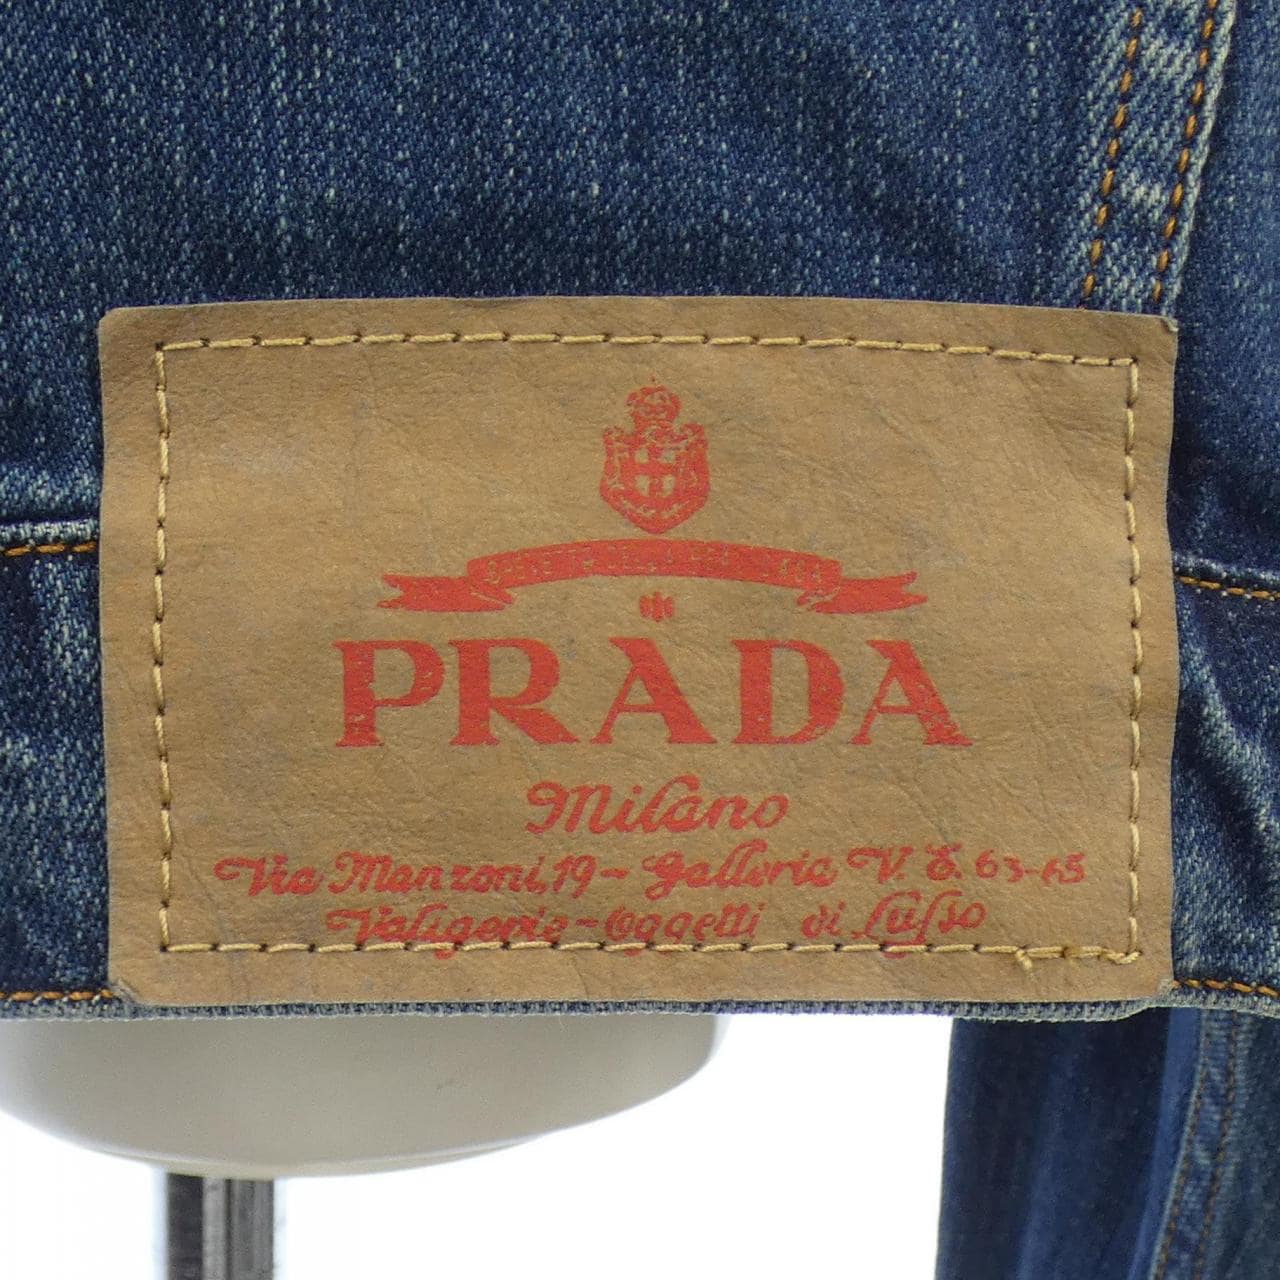 PRADA
Milano
Via Manzoni, 19 - Galleria V. E. 63-65
Valigerie - Oggetti di Lusso